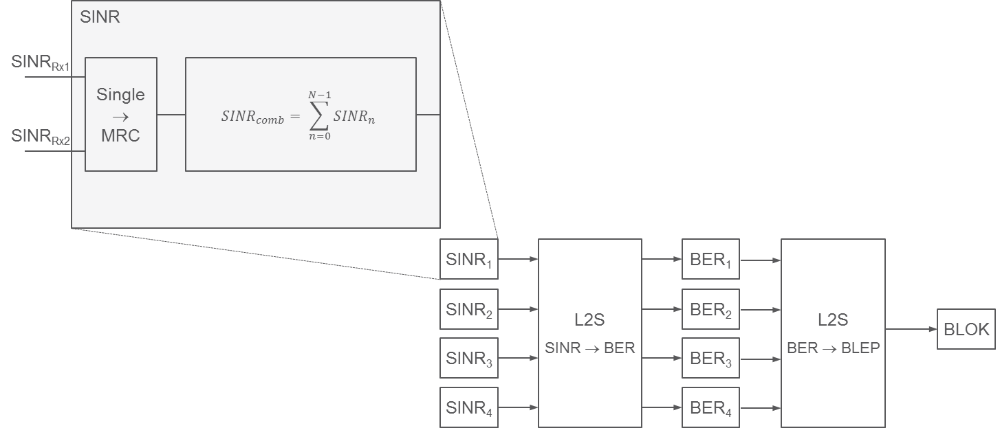 SINR
SINR_Rx1
SINR_Rx2
Single
→
MRC
SINR_comb = ∑_{n=0}^{N−1} SINR_n
SINR_1
SINR_2
SINR_3
SINR_4
L2S
SINR → BER
BER_1
BER_2
BER_3
BER_4
L2S
BER → BLEP
BLOK